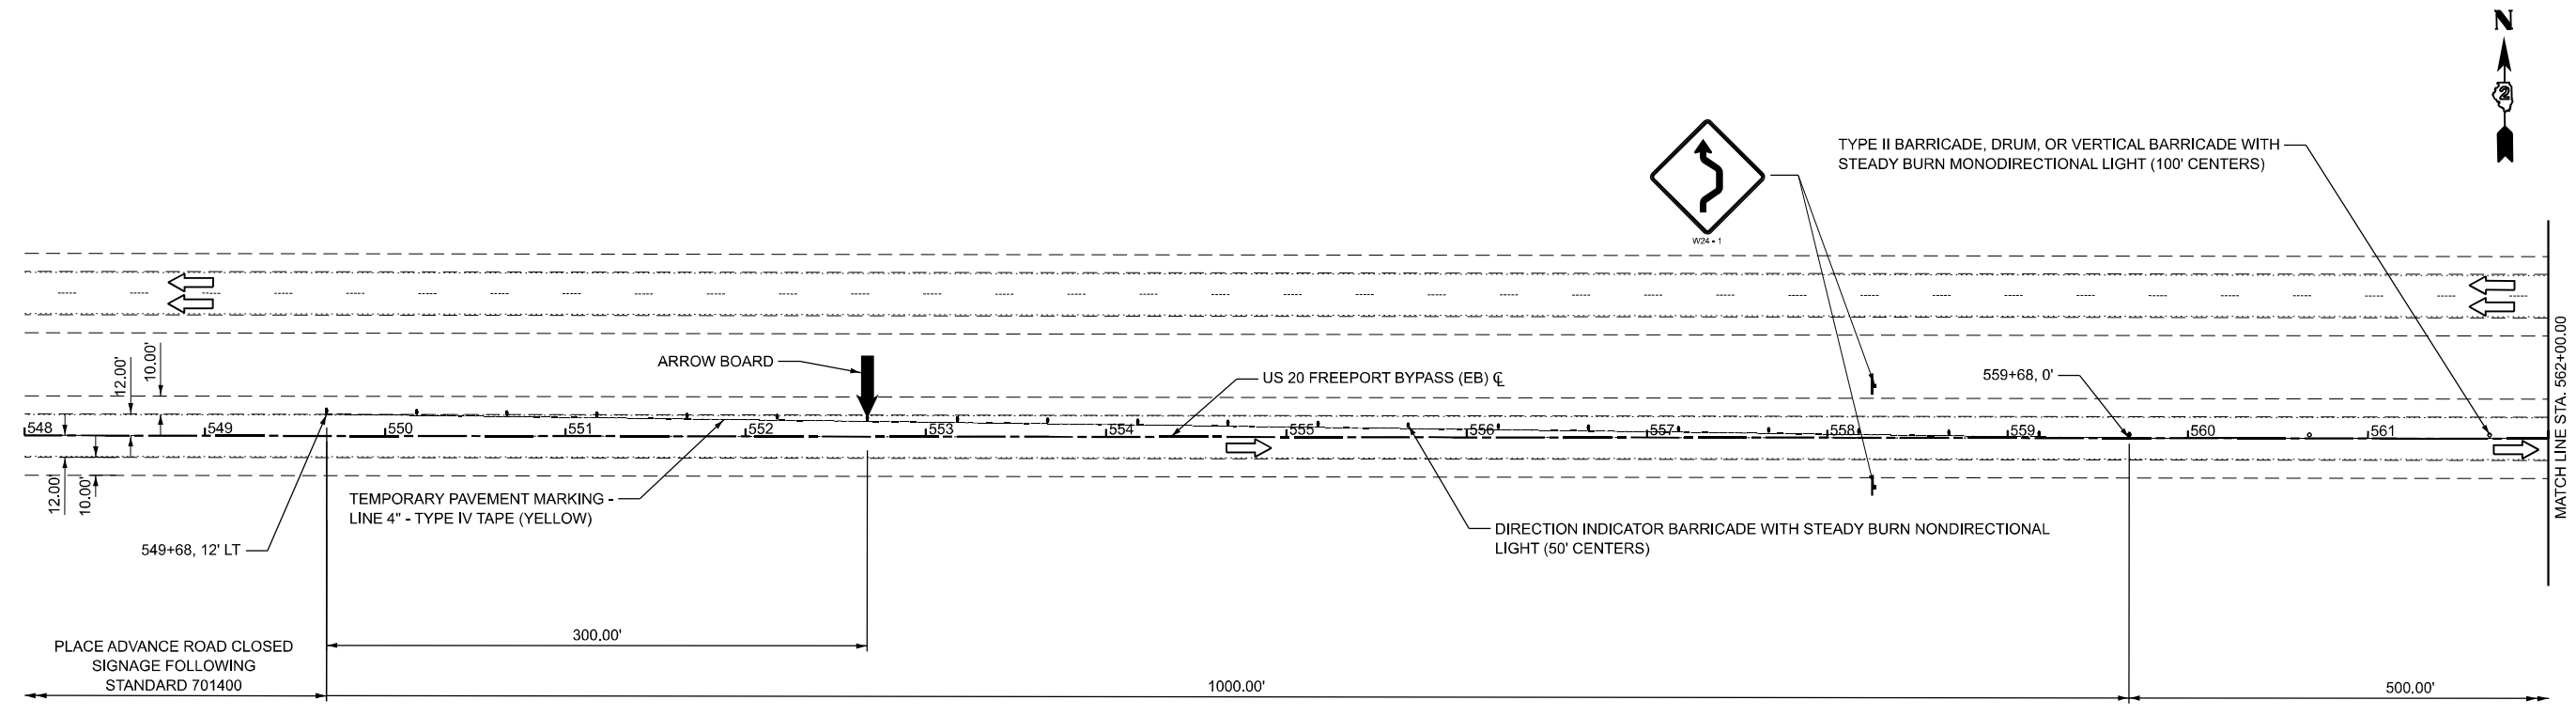 N
2
TYPE II BARRICADE, DRUM, OR VERTICAL BARRICADE WITH
STEADY BURN MONODIRECTIONAL LIGHT (100' CENTERS)
W24 - 1
MATCH LINE STA. 562+00.00
12.00'
10.00'
ARROW BOARD
US 20 FREEPORT BYPASS (EB) ℄
559+68, 0'
548 549 550 551 552 553 554 555 556 557 558 559 560 561
12.00'
10.00'
TEMPORARY PAVEMENT MARKING -
LINE 4" - TYPE IV TAPE (YELLOW)
DIRECTION INDICATOR BARRICADE WITH STEADY BURN NONDIRECTIONAL
LIGHT (50' CENTERS)
549+68, 12' LT
300.00'
PLACE ADVANCE ROAD CLOSED
SIGNAGE FOLLOWING
STANDARD 701400
1000.00'
500.00'